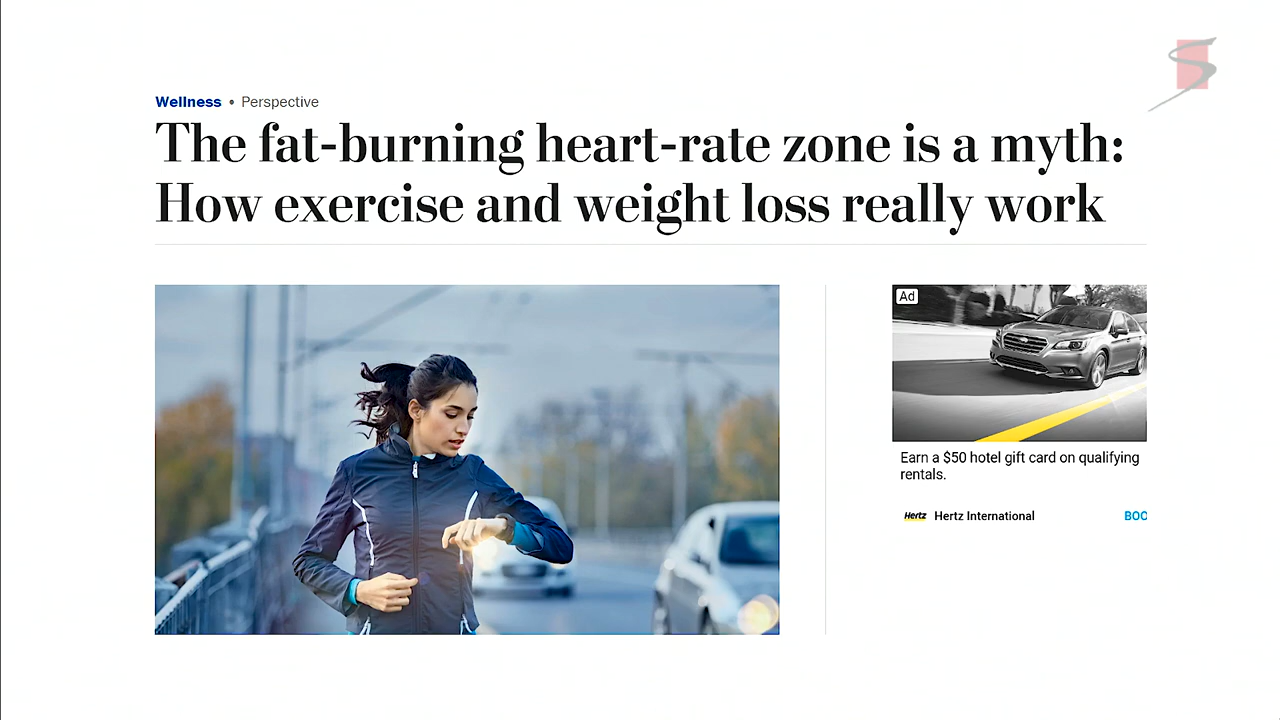 Wellness • Perspective
The fat-burning heart-rate zone is a myth:
How exercise and weight loss really work
Ad
Earn a $50 hotel gift card on qualifying
rentals.
Hertz Hertz International
BOO